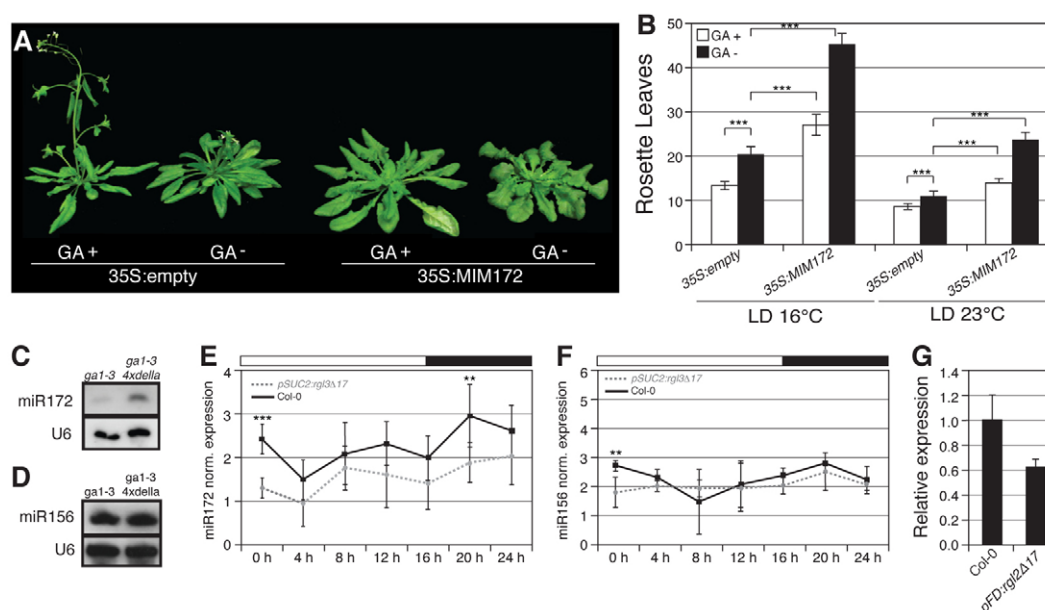 A
GA +
GA -
GA +
GA -
35S:empty
35S:MIM172
B
Rosette Leaves
50
40
30
20
10
0
GA +
GA -
***
***
***
***
***
***
35S:empty
35S:MIM172
35S:empty
35S:MIM172
LD 16°C
LD 23°C
C
ga1-3
ga1-3
4xdella
miR172
U6
D
ga1-3
ga1-3
4xdella
miR156
U6
E
miR172 norm. expression
4
3
2
1
0
pSUC2:rgl3Δ17
Col-0
***
**
0 h
4 h
8 h
12 h
16 h
20 h
24 h
F
miR156 norm. expression
6
5
4
3
2
1
0
pSUC2:rgl3Δ17
Col-0
**
0 h
4 h
8 h
12 h
16 h
20 h
24 h
G
Relative expression
1.4
1.2
1.0
0.8
0.6
0.4
0.2
0.0
Col-0
pFD:rgl2Δ17